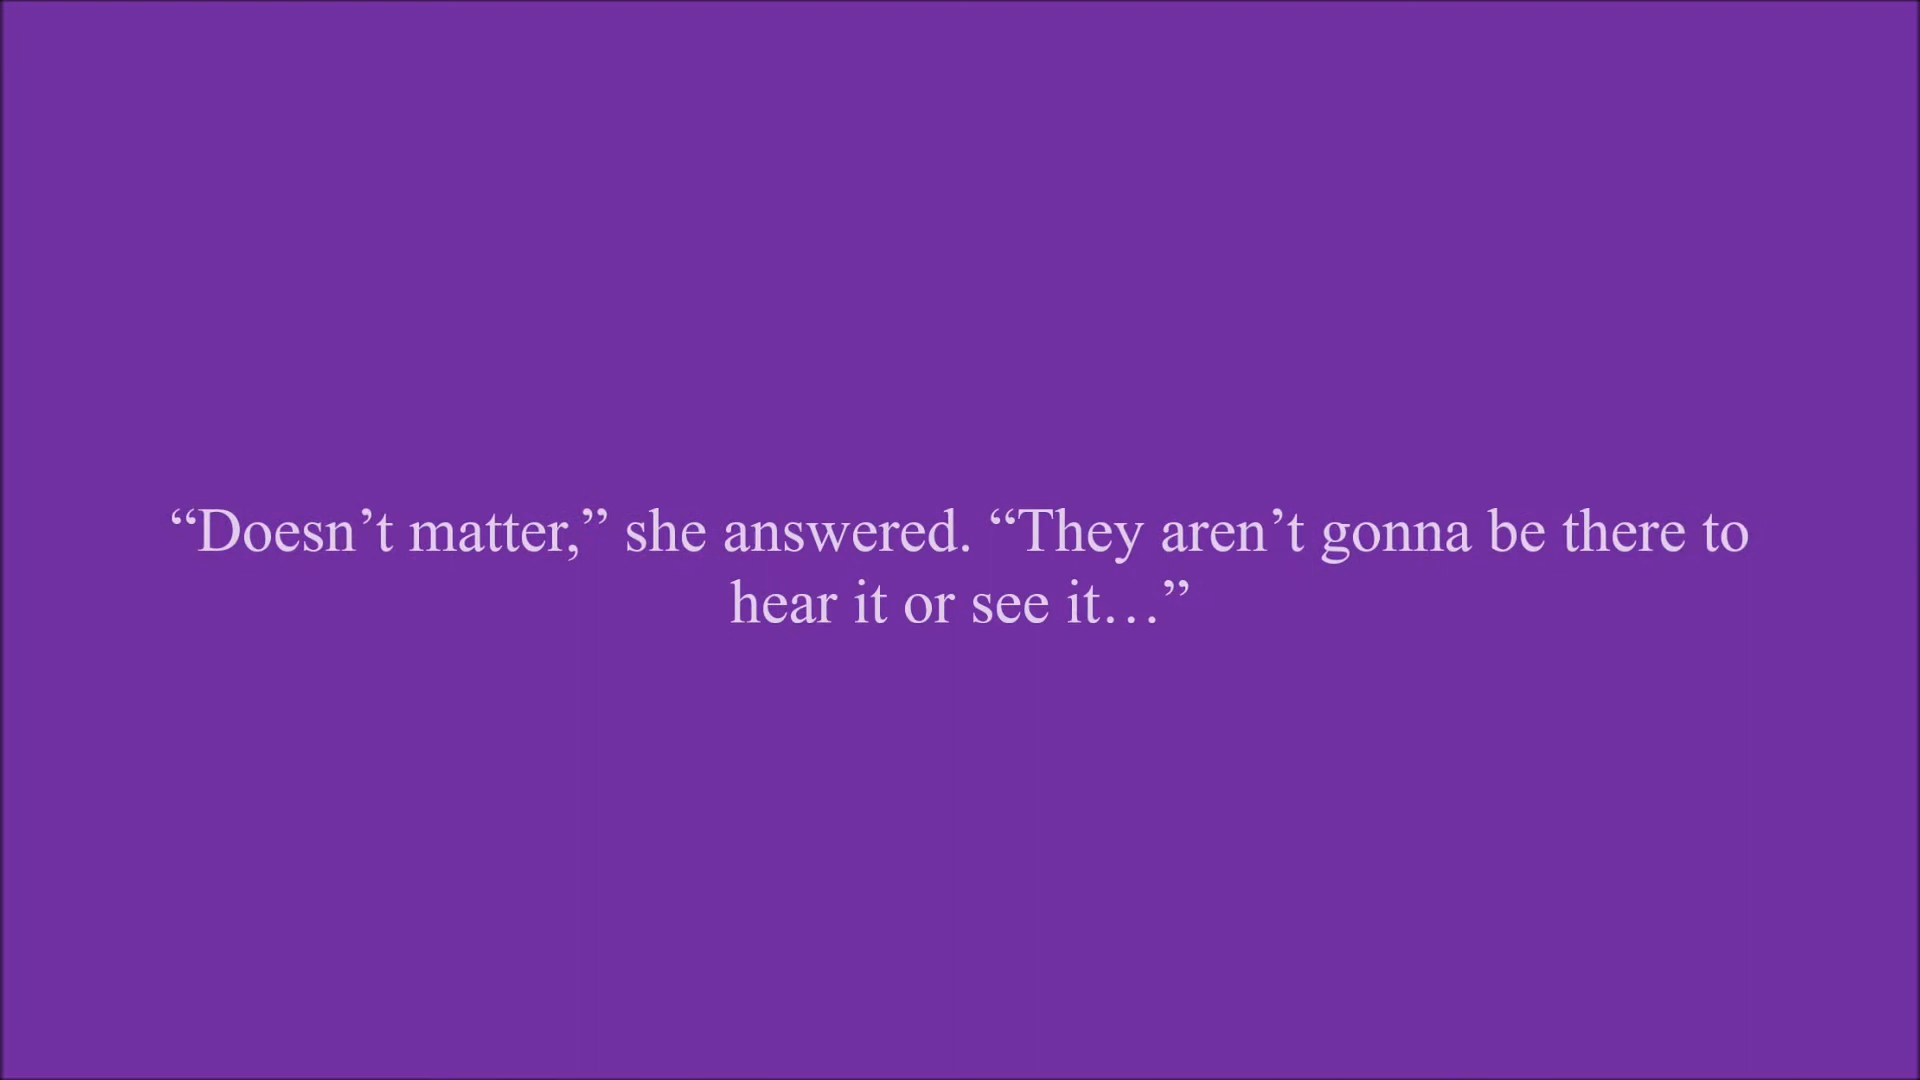 “Doesn’t matter,” she answered. “They aren’t gonna be there to
hear it or see it…”